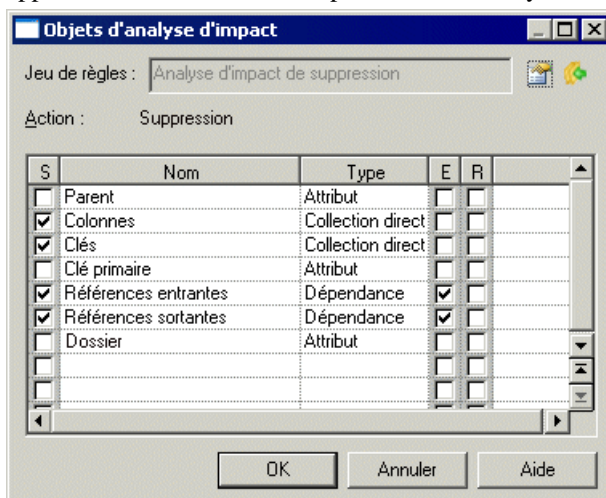 Objets d'analyse d'impact
Jeu de règles : Analyse d'impact de suppression
Action : Suppression
S Nom Type E R
Parent Attribut
Colonnes Collection direct
Clés Collection direct
Clé primaire Attribut
Références entrantes Dépendance
Références sortantes Dépendance
Dossier Attribut
OK Annuler Aide